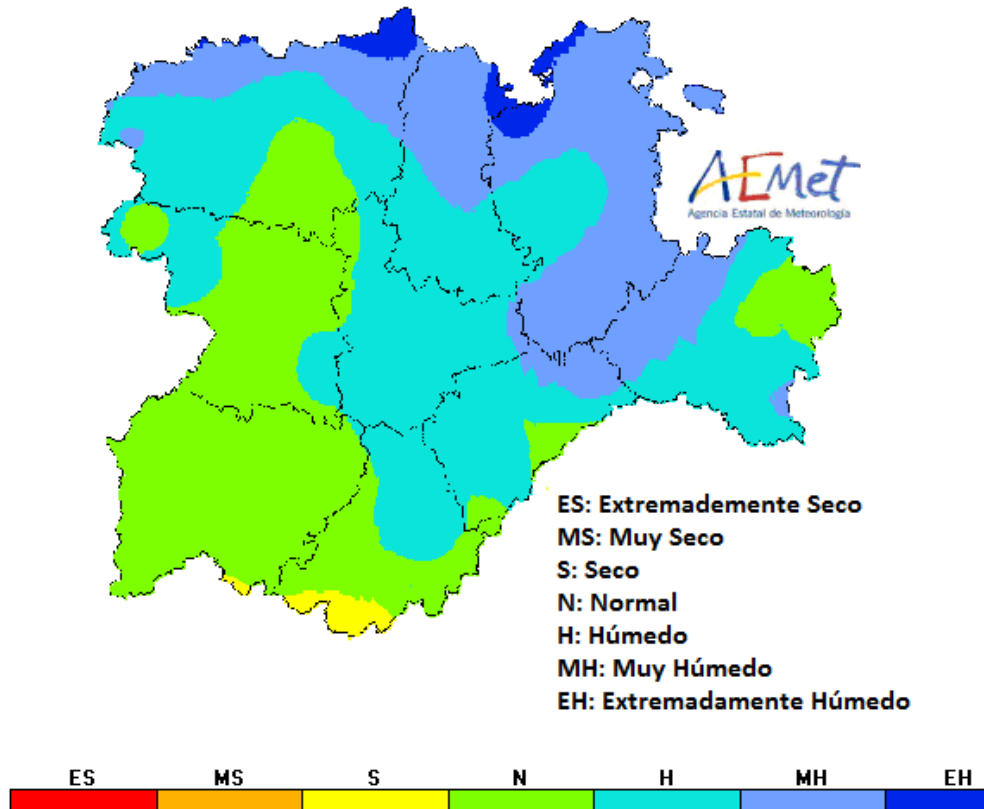 AEMet
Agencia Estatal de Meteorología
ES: Extremademente Seco
MS: Muy Seco
S: Seco
N: Normal
H: Húmedo
MH: Muy Húmedo
EH: Extremadamente Húmedo
ES MS S N H MH EH